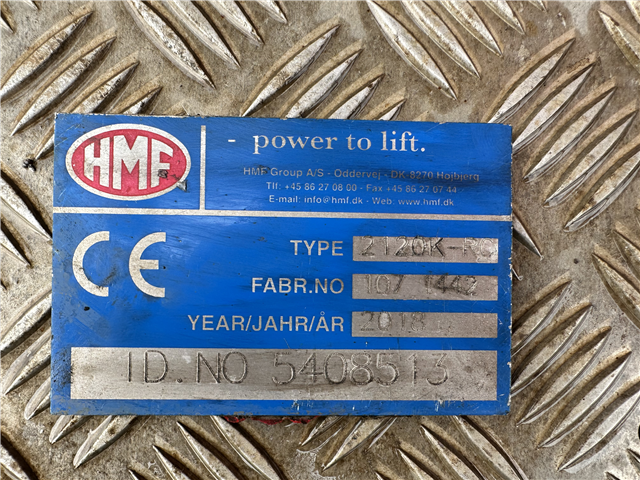 HMF
- power to lift.
HMF Group A/S - Oddervej - DK-8270 Hojbjerg
Tlf: +45 86 27 08 00 - Fax +45 86 27 07 44
E-mail: info@hmf.dk - Web: www.hmf.dk
CE
TYPE
FABR.NO
YEAR/JAHR/ÅR 2018
ID.NO 5408513